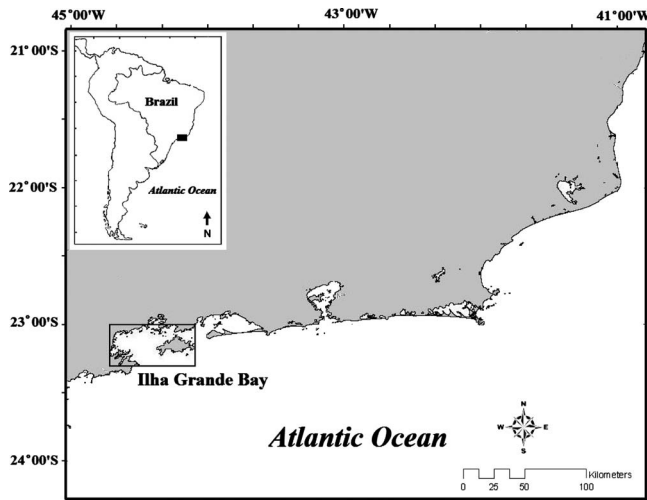 45°00'W 43°00'W 41°00'W
21°00'S
Brazil
Atlantic Ocean
N
22°00'S
23°00'S
Ilha Grande Bay
Atlantic Ocean
N
W E
S
24°00'S
Kilometers
0 25 50 100